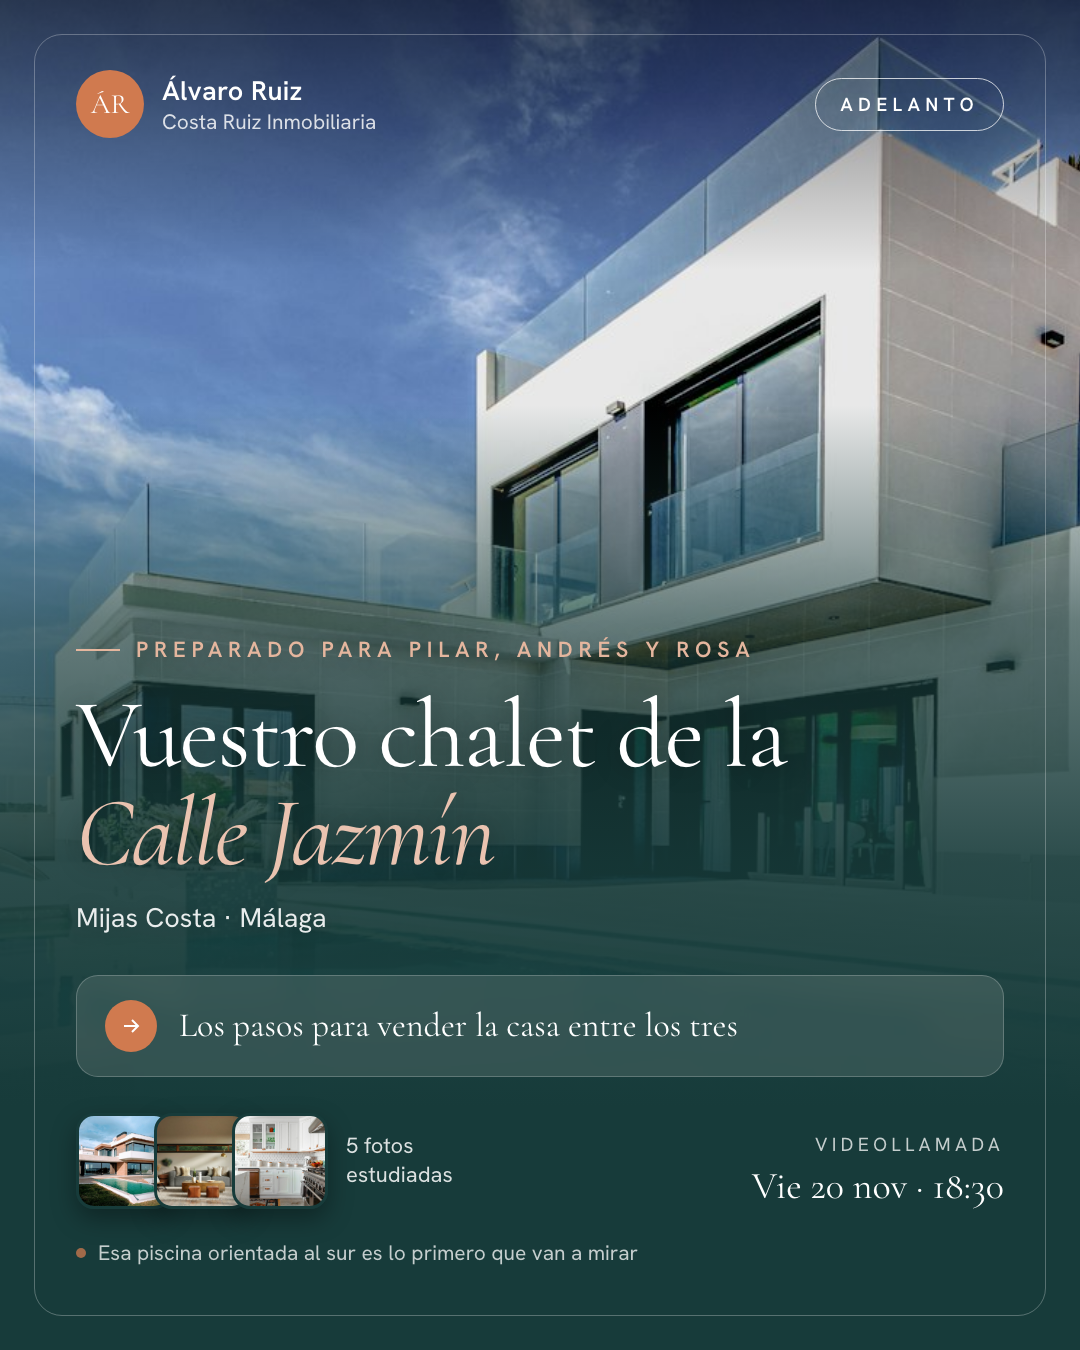 ÁR
Álvaro Ruiz
Costa Ruiz Inmobiliaria
ADELANTO
PREPARADO PARA PILAR, ANDRÉS Y ROSA
Vuestro chalet de la
Calle Jazmín
Mijas Costa · Málaga
→ Los pasos para vender la casa entre los tres
5 fotos
estudiadas
VIDEOLLAMADA
Vie 20 nov · 18:30
Esa piscina orientada al sur es lo primero que van a mirar